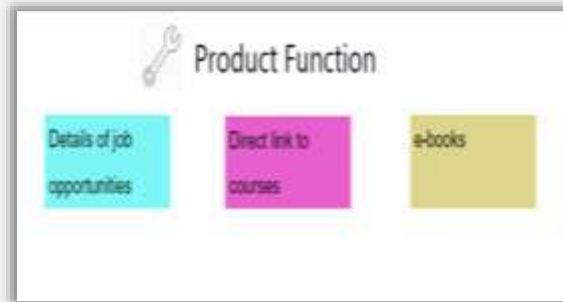 Product Function
Details of job
opportunities
Direct link to
courses
e-books